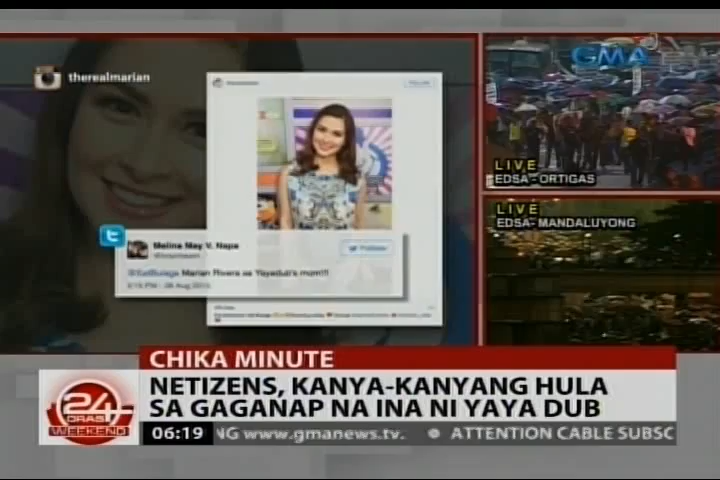 therealmarian
GMA
LIVE
EDSA - ORTIGAS
LIVE
EDSA - MANDALUYONG
Melina May V. Napa
@EatBulaga Marian Rivera as Yayadub's mom!!!
CHIKA MINUTE
NETIZENS, KANYA-KANYANG HULA
SA GAGANAP NA INA NI YAYA DUB
24
ORAS
WEEKEND
06:19
NG www.gmanews.tv. ATTENTION CABLE SUBSC